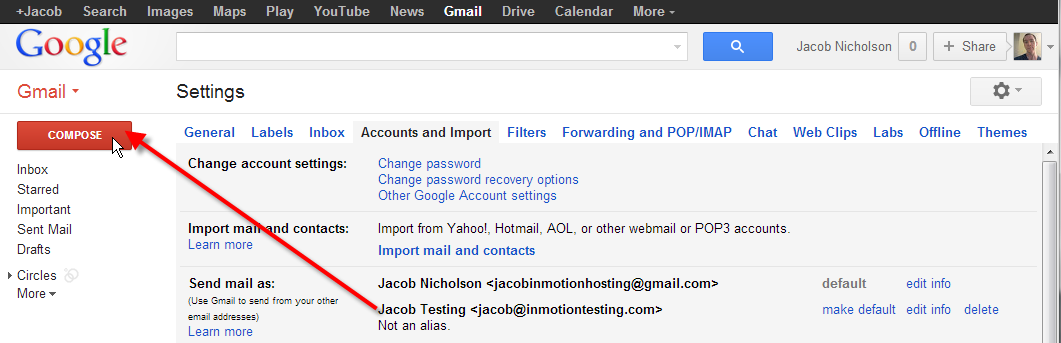 +Jacob Search Images Maps Play YouTube News Gmail Drive Calendar More
Google
Jacob Nicholson 0 + Share
Gmail
Settings
COMPOSE
General Labels Inbox Accounts and Import Filters Forwarding and POP/IMAP Chat Web Clips Labs Offline Themes
Inbox
Starred
Important
Sent Mail
Drafts
Circles
More
Change account settings: Change password
Change password recovery options
Other Google Account settings
Import mail and contacts: Import from Yahoo!, Hotmail, AOL, or other webmail or POP3 accounts.
Learn more
Import mail and contacts
Send mail as: Jacob Nicholson <jacobinmotionhosting@gmail.com> default edit info
(Use Gmail to send from your other
email addresses)
Learn more
Jacob Testing <jacob@inmotiontesting.com> make default edit info delete
Not an alias.